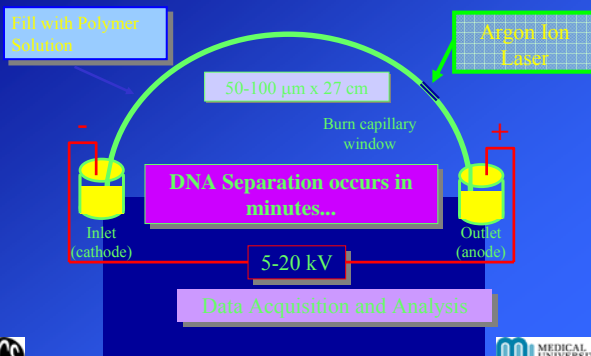 Fill with Polymer
Solution
Argon Ion
Laser
50-100 μm x 27 cm
Burn capillary
window
-
+
DNA Separation occurs in
minutes...
Inlet
(cathode)
Outlet
(anode)
5-20 kV
Data Acquisition and Analysis
MEDICAL